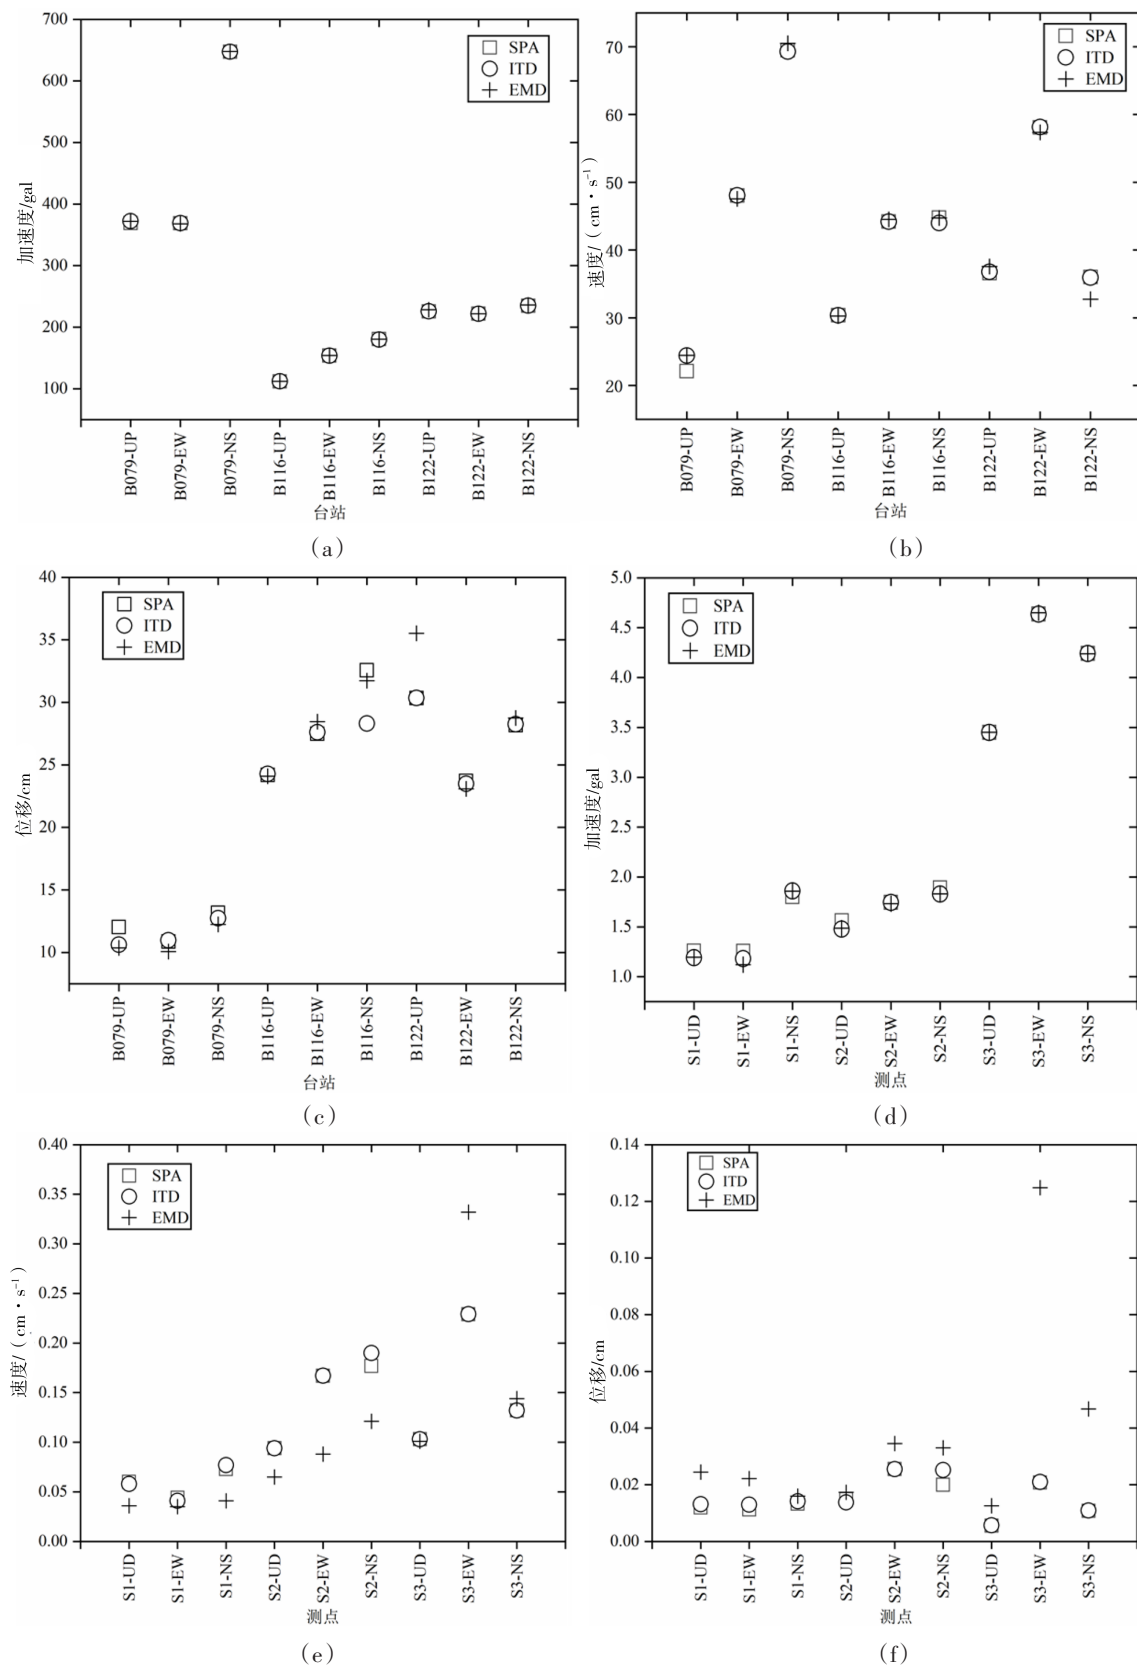 700
600
500
400
300
200
100
加速度/gal
SPA
ITD
EMD
B079-UP
B079-EW
B079-NS
B116-UP
B116-EW
B116-NS
B122-UP
B122-EW
B122-NS
台站
(a)
70
60
50
40
30
20
速度/(cm·s⁻¹)
SPA
ITD
EMD
B079-UP
B079-EW
B079-NS
B116-UP
B116-EW
B116-NS
B122-UP
B122-EW
B122-NS
台站
(b)
40
35
30
25
20
15
10
位移/cm
SPA
ITD
EMD
B079-UP
B079-EW
B079-NS
B116-UP
B116-EW
B116-NS
B122-UP
B122-EW
B122-NS
台站
(c)
5.0
4.5
4.0
3.5
3.0
2.5
2.0
1.5
1.0
加速度/gal
SPA
ITD
EMD
S1-UD
S1-EW
S1-NS
S2-UD
S2-EW
S2-NS
S3-UD
S3-EW
S3-NS
测点
(d)
0.40
0.35
0.30
0.25
0.20
0.15
0.10
0.05
0.00
速度/(cm·s⁻¹)
SPA
ITD
EMD
S1-UD
S1-EW
S1-NS
S2-UD
S2-EW
S2-NS
S3-UD
S3-EW
S3-NS
测点
(e)
0.14
0.12
0.10
0.08
0.06
0.04
0.02
0.00
位移/cm
SPA
ITD
EMD
S1-UD
S1-EW
S1-NS
S2-UD
S2-EW
S2-NS
S3-UD
S3-EW
S3-NS
测点
(f)